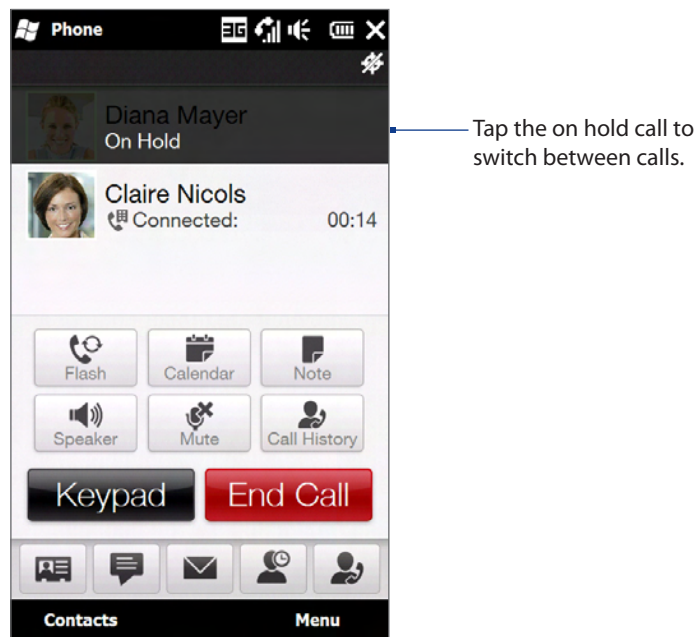 Phone
3G
Diana Mayer
On Hold
Tap the on hold call to
switch between calls.
Claire Nicols
Connected: 00:14
Flash Calendar Note
Speaker Mute Call History
Keypad End Call
Contacts Menu